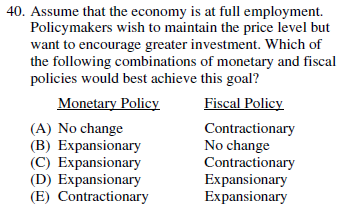 40. Assume that the economy is at full employment.
Policymakers wish to maintain the price level but
want to encourage greater investment. Which of
the following combinations of monetary and fiscal
policies would best achieve this goal?
Monetary Policy Fiscal Policy
(A) No change Contractionary
(B) Expansionary No change
(C) Expansionary Contractionary
(D) Expansionary Expansionary
(E) Contractionary Expansionary